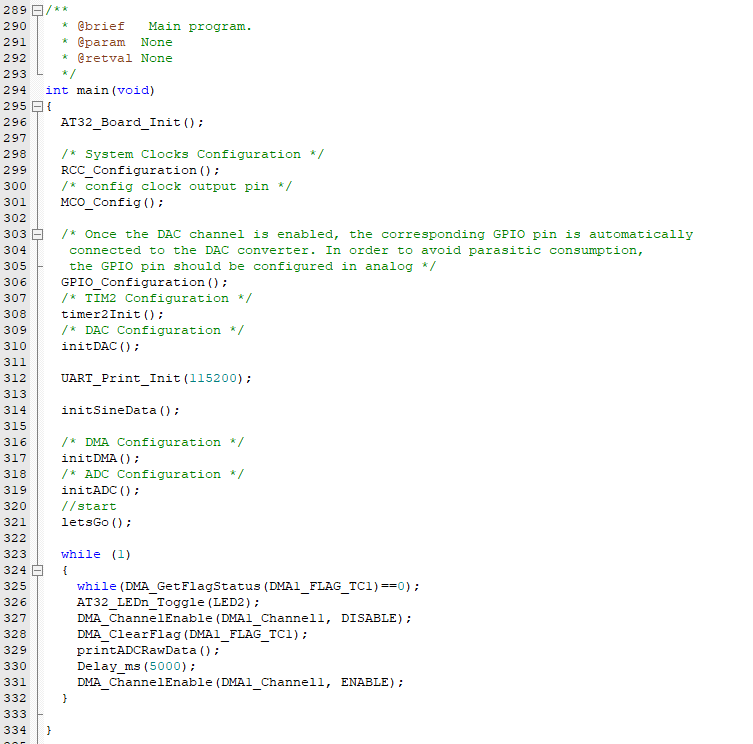 289 /**
290   * @brief   Main program.
291   * @param  None
292   * @retval None
293   */
294 int main(void)
295 {
296   AT32_Board_Init();
297
298   /* System Clocks Configuration */
299   RCC_Configuration();
300   /* config clock output pin */
301   MCO_Config();
302
303   /* Once the DAC channel is enabled, the corresponding GPIO pin is automatically
304    connected to the DAC converter. In order to avoid parasitic consumption,
305    the GPIO pin should be configured in analog */
306   GPIO_Configuration();
307   /* TIM2 Configuration */
308   timer2Init();
309   /* DAC Configuration */
310   initDAC();
311
312   UART_Print_Init(115200);
313
314   initSineData();
315
316   /* DMA Configuration */
317   initDMA();
318   /* ADC Configuration */
319   initADC();
320   //start
321   letsGo();
322
323   while (1)
324   {
325     while(DMA_GetFlagStatus(DMA1_FLAG_TC1)==0);
326     AT32_LEDn_Toggle(LED2);
327     DMA_ChannelEnable(DMA1_Channel1, DISABLE);
328     DMA_ClearFlag(DMA1_FLAG_TC1);
329     printADCRawData();
330     Delay_ms(5000);
331     DMA_ChannelEnable(DMA1_Channel1, ENABLE);
332   }
333
334 }